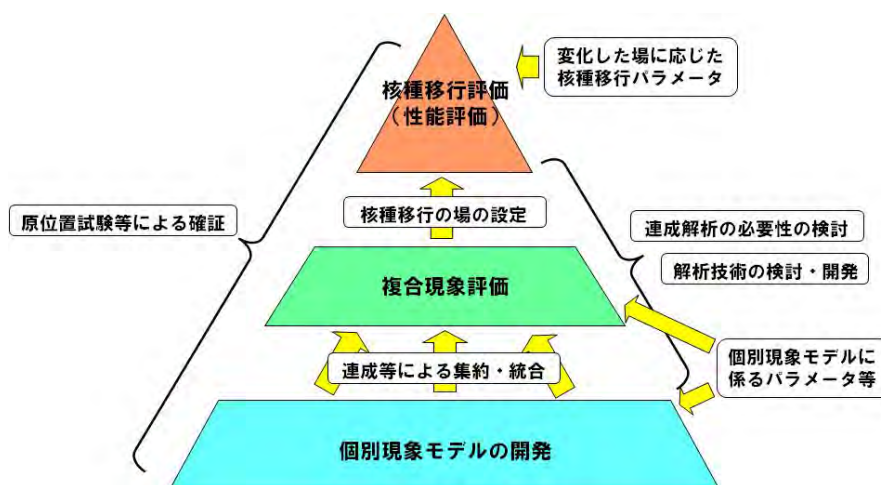 変化した場に応じた
核種移行パラメータ
核種移行評価
（性能評価）
核種移行の場の設定
原位置試験等による確証
連成解析の必要性の検討
解析技術の検討・開発
複合現象評価
連成等による集約・統合
個別現象モデルに
係るパラメータ等
個別現象モデルの開発